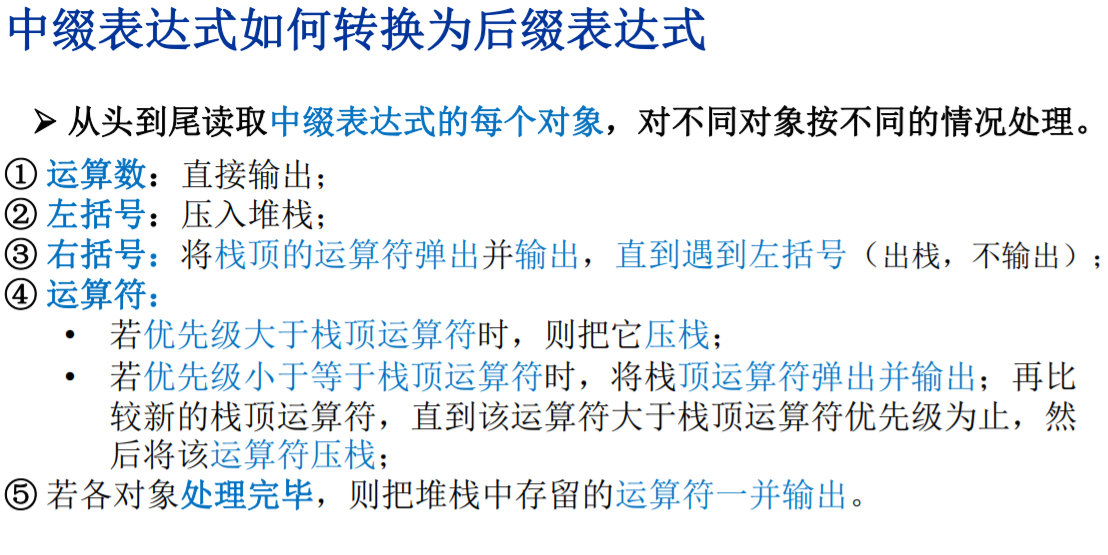 中缀表达式如何转换为后缀表达式
➢ 从头到尾读取中缀表达式的每个对象，对不同对象按不同的情况处理。
① 运算数：直接输出；
② 左括号：压入堆栈；
③ 右括号：将栈顶的运算符弹出并输出，直到遇到左括号（出栈，不输出）；
④ 运算符：
• 若优先级大于栈顶运算符时，则把它压栈；
• 若优先级小于等于栈顶运算符时，将栈顶运算符弹出并输出；再比
较新的栈顶运算符，直到该运算符大于栈顶运算符优先级为止，然
后将该运算符压栈；
⑤ 若各对象处理完毕，则把堆栈中存留的运算符一并输出。